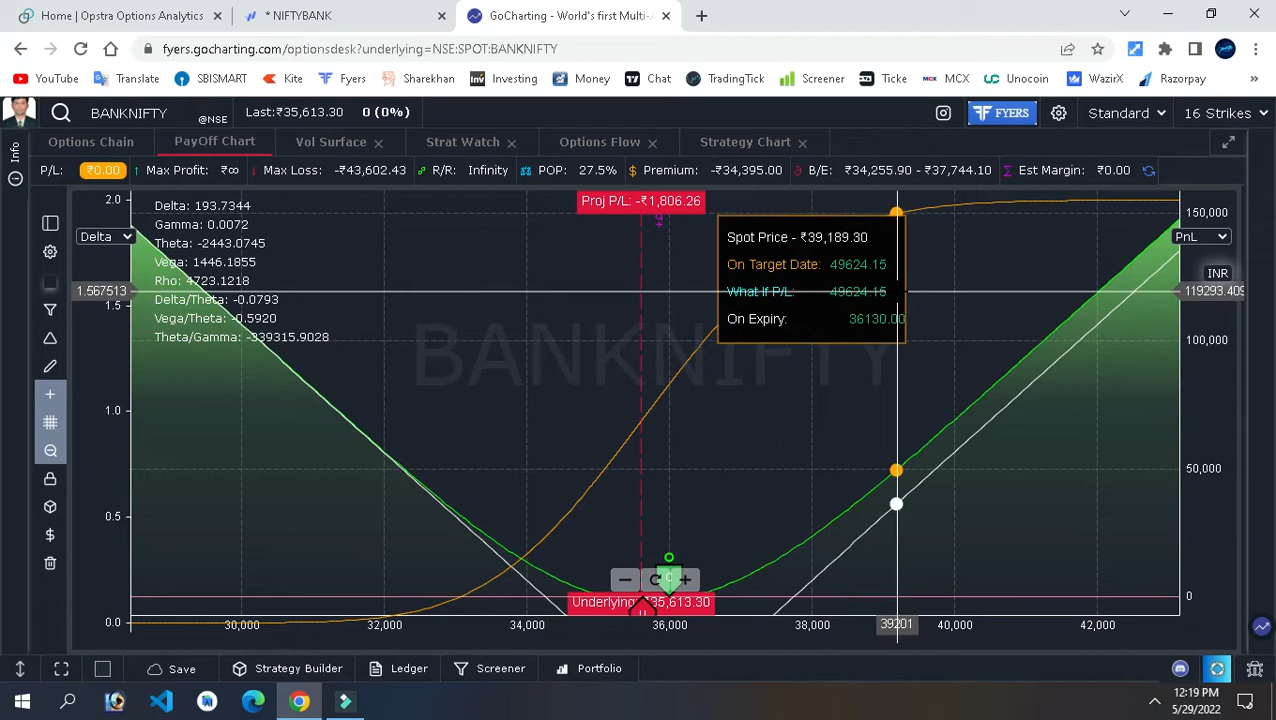 Home | Opstra Options Analytics
* NIFTYBANK
GoCharting - World's first Multi-A
fyers.gocharting.com/optionsdesk?underlying=NSE:SPOT:BANKNIFTY
YouTube Translate SBISMART Kite Fyers Sharekhan Inv Investing Money Chat TradingTick Screener Ticke MCX MCX Unocoin WazirX Razorpay »
BANKNIFTY @NSE Last:₹35,613.30 0 (0%) FYERS Standard 16 Strikes
Info Options Chain PayOff Chart Vol Surface Strat Watch Options Flow Strategy Chart
P/L: ₹0.00 Max Profit: ₹∞ Max Loss: -₹43,602.43 R/R: Infinity POP: 27.5% Premium: -₹34,395.00 B/E: ₹34,255.90 - ₹37,744.10 Est Margin: ₹0.00
2.0
Delta: 193.7344
Gamma: 0.0072
Theta: -2443.0745
Vega: 1446.1855
Rho: 4723.1218
Delta/Theta: -0.0793
Vega/Theta: -0.5920
Theta/Gamma: -339315.9028
Delta
1.567513
1.5
1.0
0.5
0.0
Proj P/L: -₹1,806.26
Spot Price - ₹39,189.30
On Target Date: 49624.15
What If P/L: 49624.15
On Expiry: 36130.00
BANKNIFTY
150,000
PnL
INR
119293.409
100,000
50,000
0
C
Underlying: ₹35,613.30
U
30,000 32,000 34,000 36,000 38,000 39201 40,000 42,000
Save Strategy Builder Ledger Screener Portfolio
12:19 PM
5/29/2022